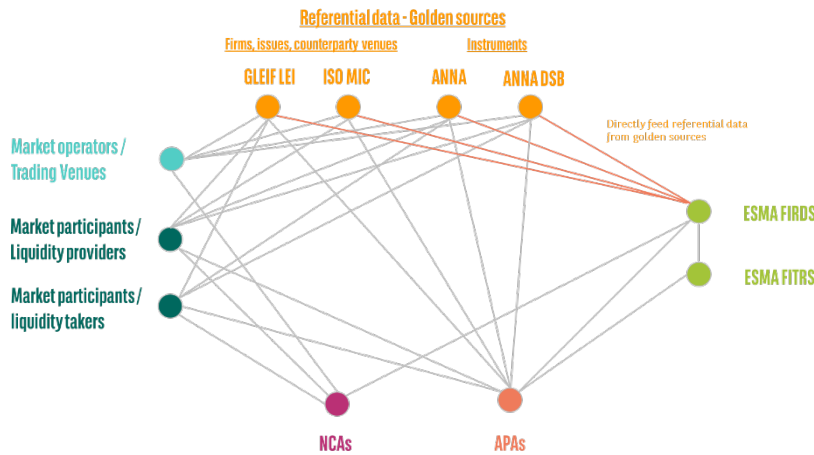 Referential data - Golden sources
Firms, issues, counterparty venues
Instruments
GLEIF LEI
ISO MIC
ANNA
ANNA DSB
Directly feed referential data
from golden sources
Market operators /
Trading Venues
Market participants /
Liquidity providers
Market participants /
liquidity takers
ESMA FIRDS
ESMA FITRS
NCAs
APAs